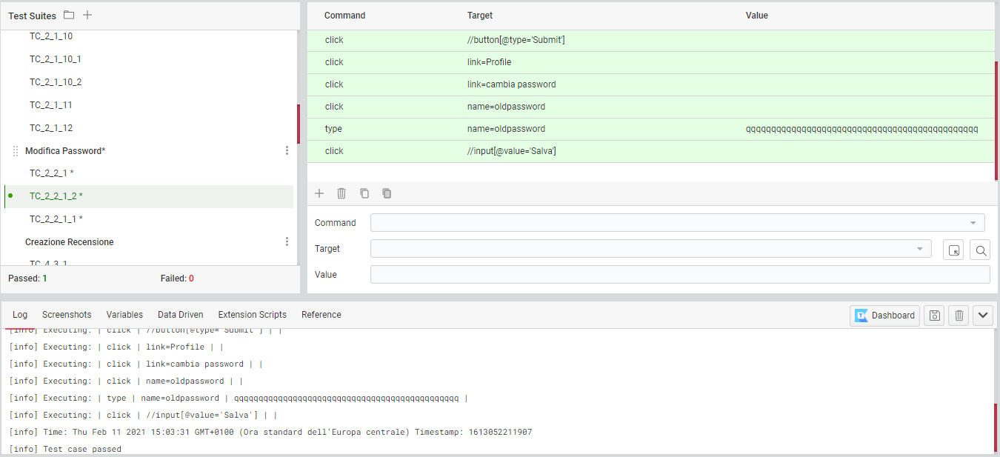 Test Suites
TC_2_1_10
TC_2_1_10_1
TC_2_1_10_2
TC_2_1_11
TC_2_1_12
Modifica Password*
TC_2_2_1 *
TC_2_2_1_2 *
TC_2_2_1_1 *
Creazione Recensione
TC_4_3_1
Passed: 1 Failed: 0
Command Target Value
click //button[@type='Submit']
click link=Profile
click link=cambia password
click name=oldpassword
type name=oldpassword qqqqqqqqqqqqqqqqqqqqqqqqqqqqqqqqqqqqqqqqqqqqqq
click //input[@value='Salva']
Command
Target
Value
Log Screenshots Variables Data Driven Extension Scripts Reference Dashboard
[info] Executing: | click | //button[@type='Submit'] | |
[info] Executing: | click | link=Profile | |
[info] Executing: | click | link=cambia password | |
[info] Executing: | click | name=oldpassword | |
[info] Executing: | type | name=oldpassword | qqqqqqqqqqqqqqqqqqqqqqqqqqqqqqqqqqqqqqqqqqqqqq |
[info] Executing: | click | //input[@value='Salva'] | |
[info] Time: Thu Feb 11 2021 15:03:31 GMT+0100 (Ora standard dell'Europa centrale) Timestamp: 1613052211907
[info] Test case passed